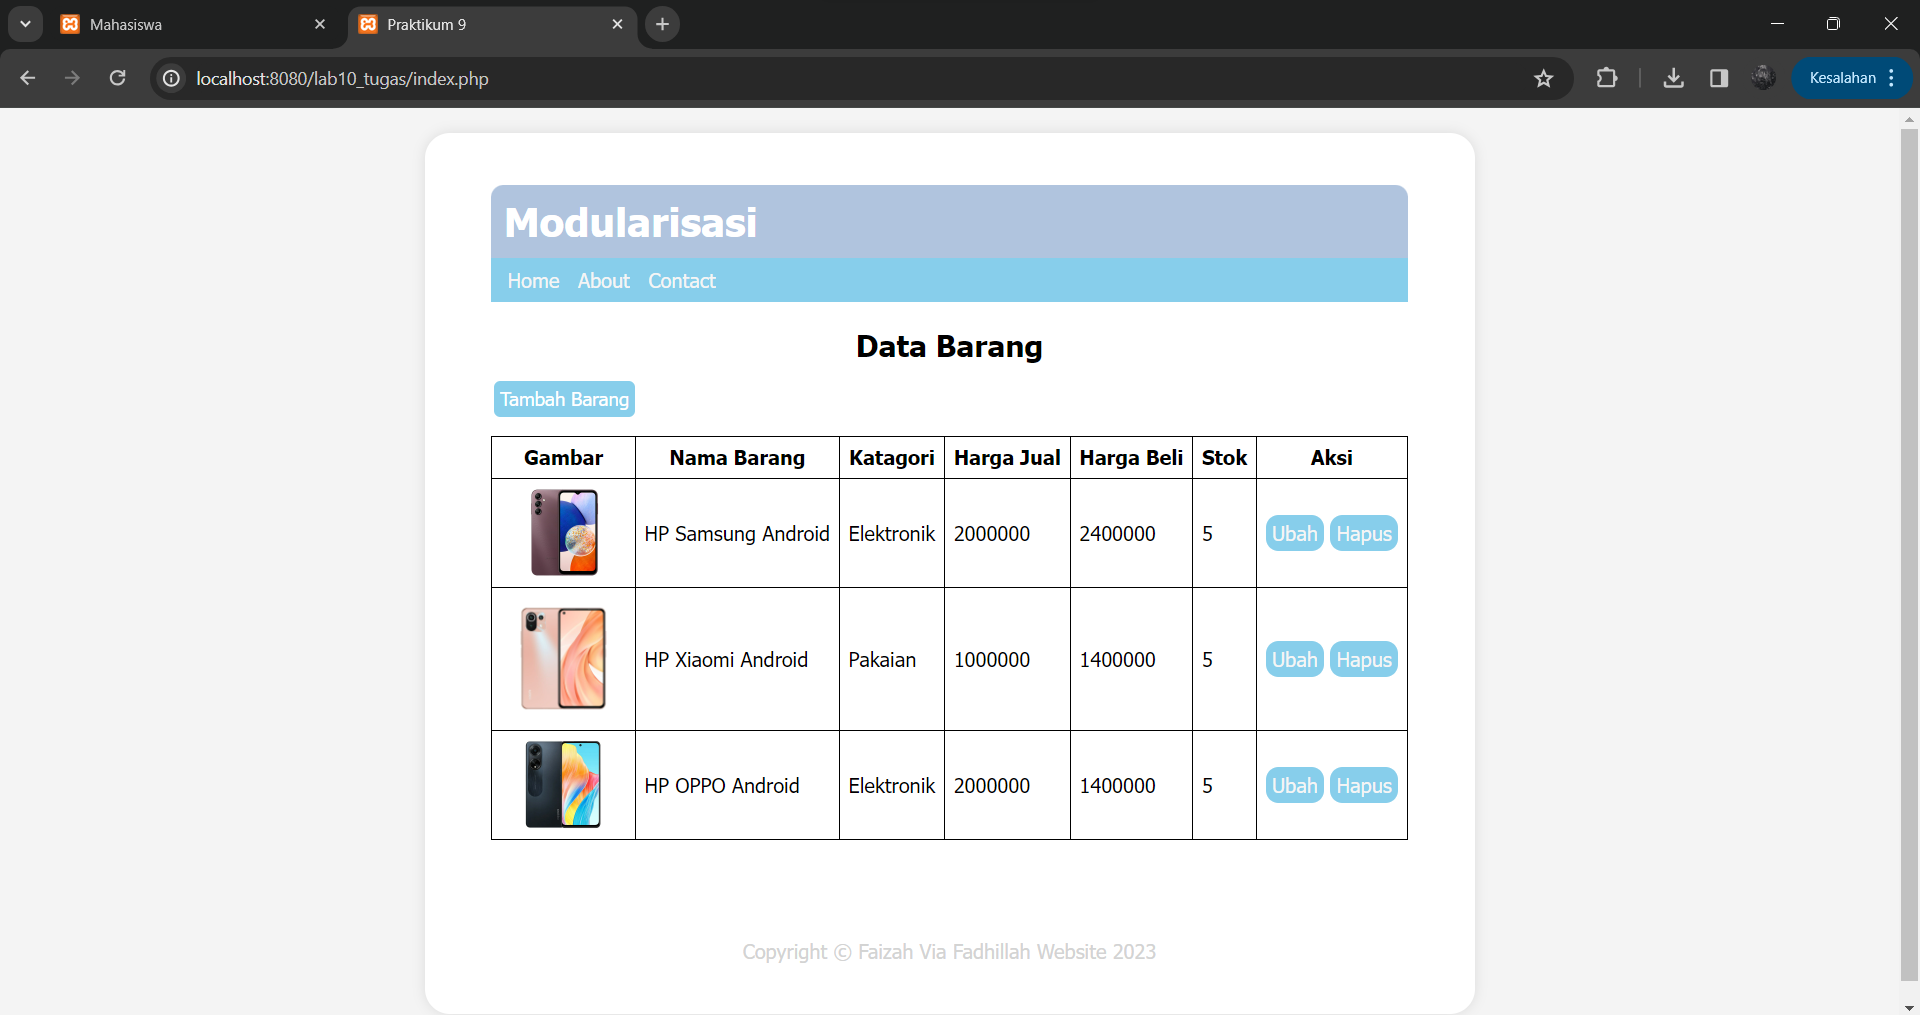 Mahasiswa
Praktikum 9
localhost:8080/lab10_tugas/index.php
Kesalahan
Modularisasi
Home About Contact
Data Barang
Tambah Barang
Gambar Nama Barang Katagori Harga Jual Harga Beli Stok Aksi
HP Samsung Android Elektronik 2000000 2400000 5 Ubah Hapus
HP Xiaomi Android Pakaian 1000000 1400000 5 Ubah Hapus
HP OPPO Android Elektronik 2000000 1400000 5 Ubah Hapus
Copyright © Faizah Via Fadhillah Website 2023